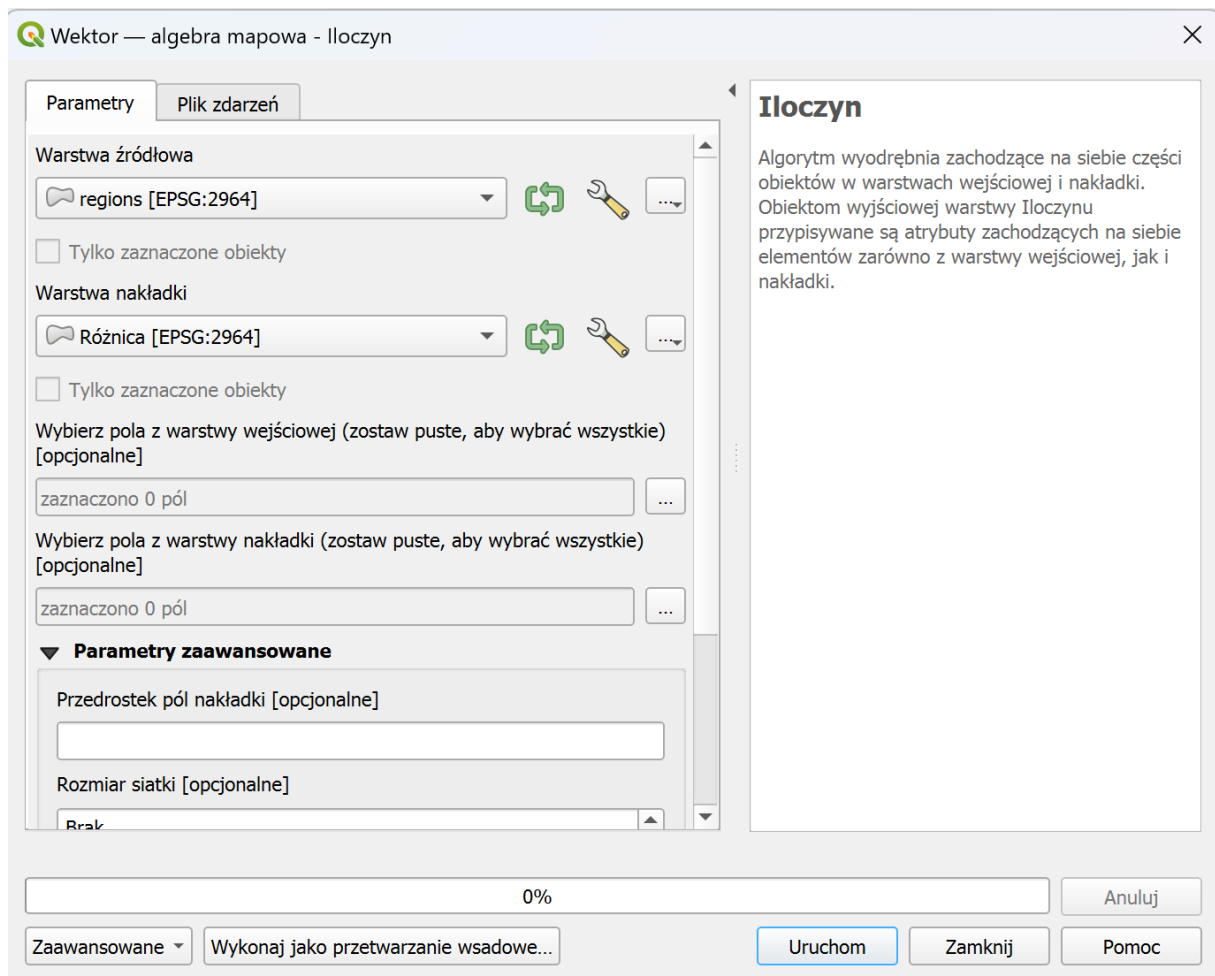 Wektor — algebra mapowa - Iloczyn
Parametry
Plik zdarzeń
Warstwa źródłowa
regions [EPSG:2964]
...
Tylko zaznaczone obiekty
Warstwa nakładki
Różnica [EPSG:2964]
...
Tylko zaznaczone obiekty
Wybierz pola z warstwy wejściowej (zostaw puste, aby wybrać wszystkie)
[opcjonalne]
zaznaczono 0 pól
...
Wybierz pola z warstwy nakładki (zostaw puste, aby wybrać wszystkie)
[opcjonalne]
zaznaczono 0 pól
...
Parametry zaawansowane
Przedrostek pól nakładki [opcjonalne]
Rozmiar siatki [opcjonalne]
Brak
Iloczyn
Algorytm wyodrębnia zachodzące na siebie części
obiektów w warstwach wejściowej i nakładki.
Obiektom wyjściowej warstwy Iloczynu
przypisywane są atrybuty zachodzących na siebie
elementów zarówno z warstwy wejściowej, jak i
nakładki.
0%
Anuluj
Zaawansowane
Wykonaj jako przetwarzanie wsadowe...
Uruchom
Zamknij
Pomoc